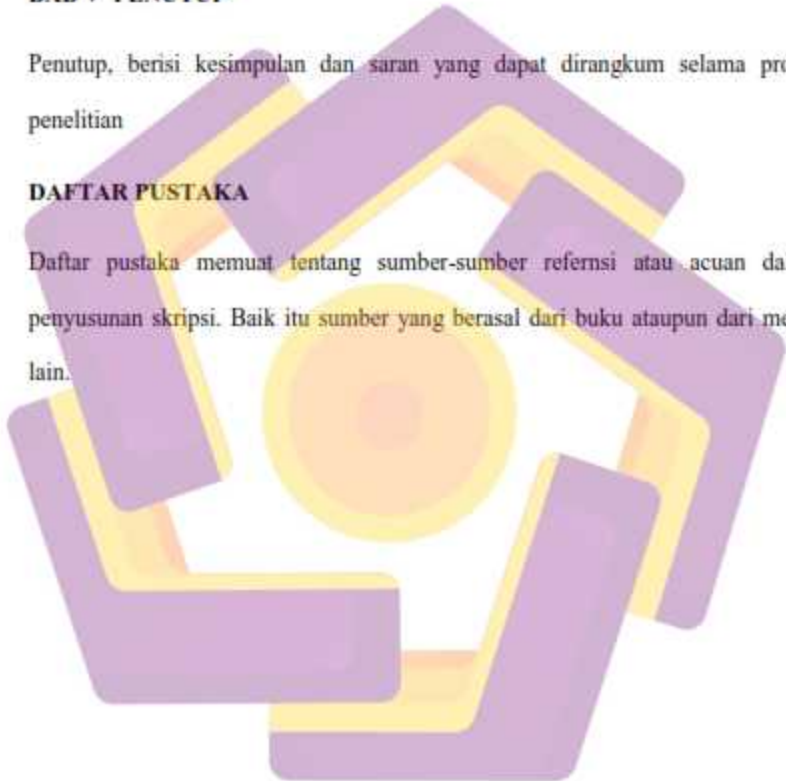 Penutup, berisi kesimpulan dan saran yang dapat dirangkum selama
penelitian
DAFTAR PUSTAKA
Daftar pustaka memuat tentang sumber-sumber refernsi atau acuan
penyusunan skripsi. Baik itu sumber yang berasal dari buku ataupun dari
lain.